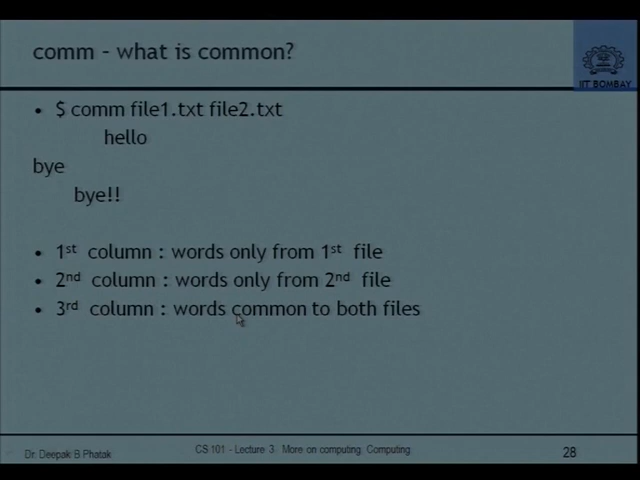 comm – what is common?
IIT BOMBAY
• $ comm file1.txt file2.txt
hello
bye
bye!!
• 1st column : words only from 1st file
• 2nd column : words only from 2nd file
• 3rd column : words common to both files
Dr. Deepak B Phatak
CS 101 - Lecture 3 More on computing Computing
28